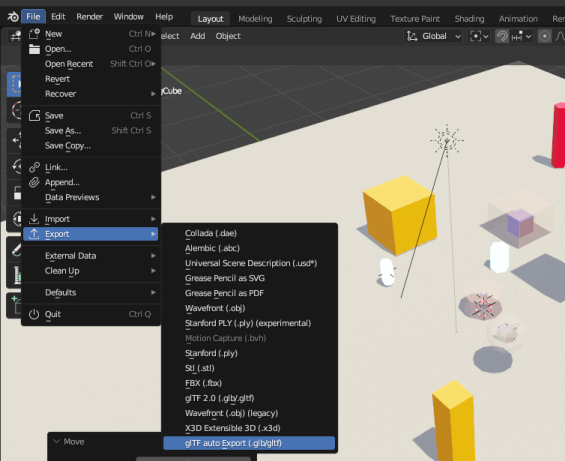 File Edit Render Window Help Layout Modeling Sculpting UV Editing Texture Paint Shading Animation
elect Add Object Global
New Ctrl N
Open... Ctrl O
Open Recent Shift Ctrl O
Revert
Recover
Save Ctrl S
Save As... Shift Ctrl S
Save Copy...
Link...
Append...
Data Previews
Import
Export
External Data
Clean Up
Defaults
Quit Ctrl Q
gCube
Collada (.dae)
Alembic (.abc)
Universal Scene Description (.usd*)
Grease Pencil as SVG
Grease Pencil as PDF
Wavefront (.obj)
Stanford PLY (.ply) (experimental)
Motion Capture (.bvh)
Stanford (.ply)
Stl (.stl)
FBX (.fbx)
glTF 2.0 (.glb/.gltf)
Wavefront (.obj) (legacy)
X3D Extensible 3D (.x3d)
glTF auto Export (.glb/gltf)
Move